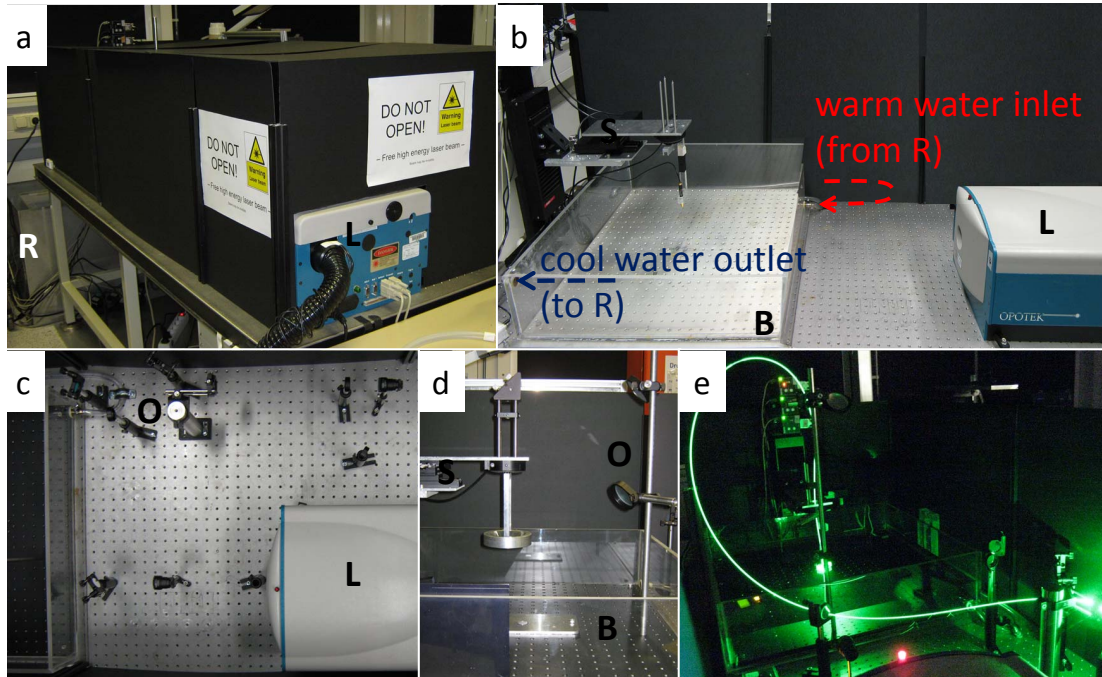 a
DO NOT
OPEN!
Warning
Laser beam
– Free high energy laser beam –
DO NOT
OPEN!
Warning
Laser beam
– Free high energy laser beam –
L
R
b
S
warm water inlet
(from R)
L
cool water outlet
(to R)
B
OPOTEK
c
O
L
d
S
O
B
e